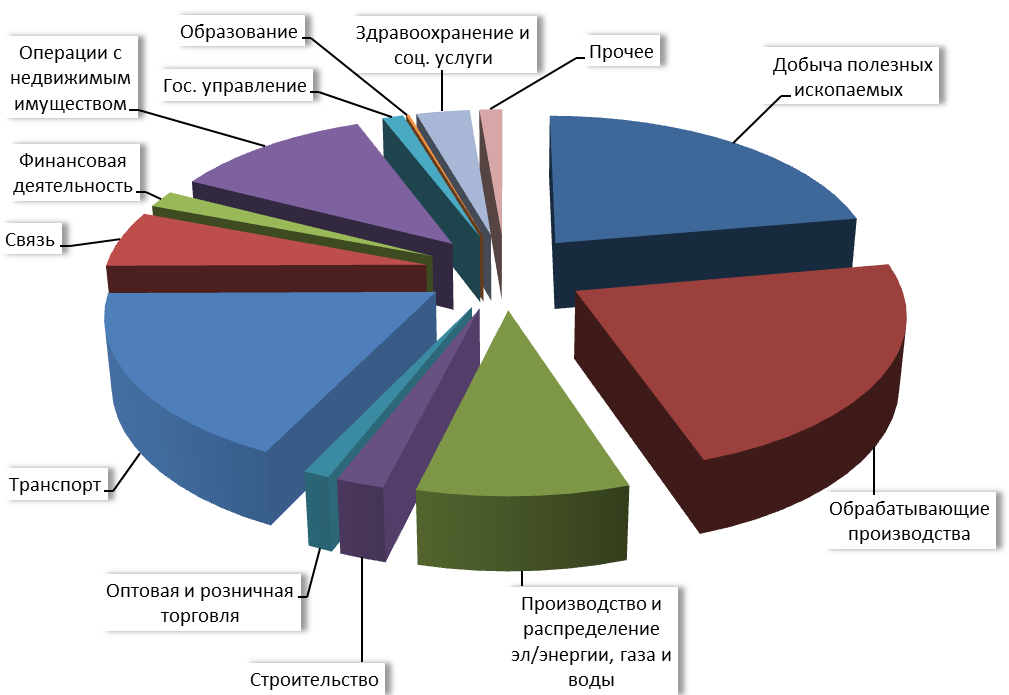 Образование
Здравоохранение и
соц. услуги
Прочее
Операции с
недвижимым
имуществом
Гос. управление
Добыча полезных
ископаемых
Финансовая
деятельность
Связь
Транспорт
Обрабатывающие
производства
Оптовая и розничная
торговля
Производство и
распределение
эл/энергии, газа и
воды
Строительство